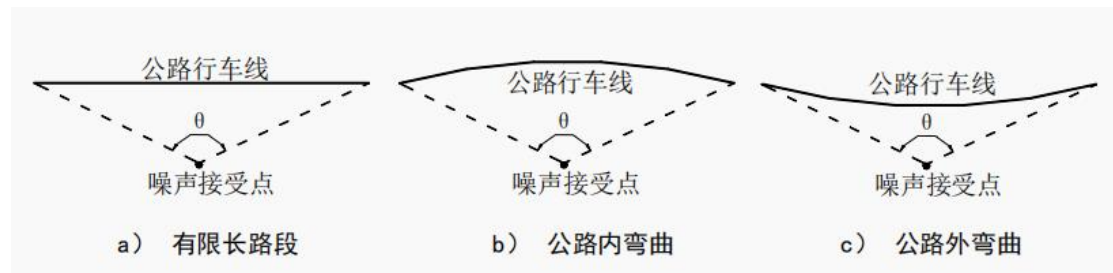 公路行车线
θ
噪声接受点
a） 有限长路段
公路行车线
θ
噪声接受点
b） 公路内弯曲
公路行车线
θ
噪声接受点
c） 公路外弯曲